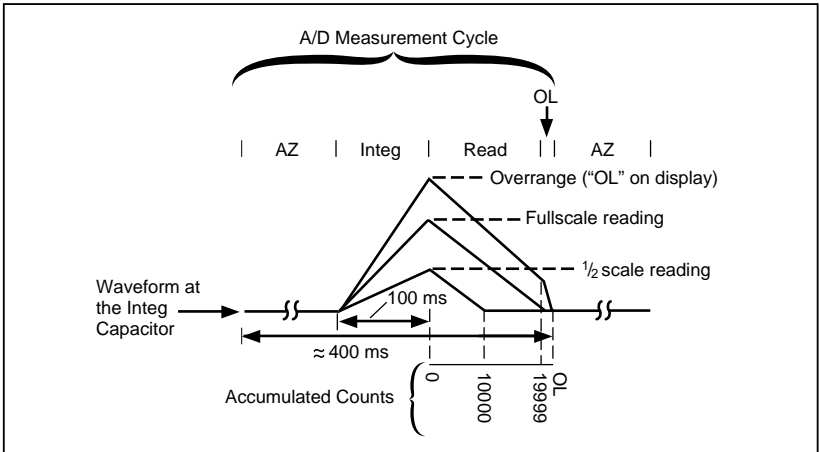 A/D Measurement Cycle
OL
| AZ | Integ | Read | | AZ |
Overrange (“OL” on display)
Fullscale reading
1/2 scale reading
Waveform at
the Integ
Capacitor
100 ms
≈ 400 ms
Accumulated Counts
0
10000
19999
OL